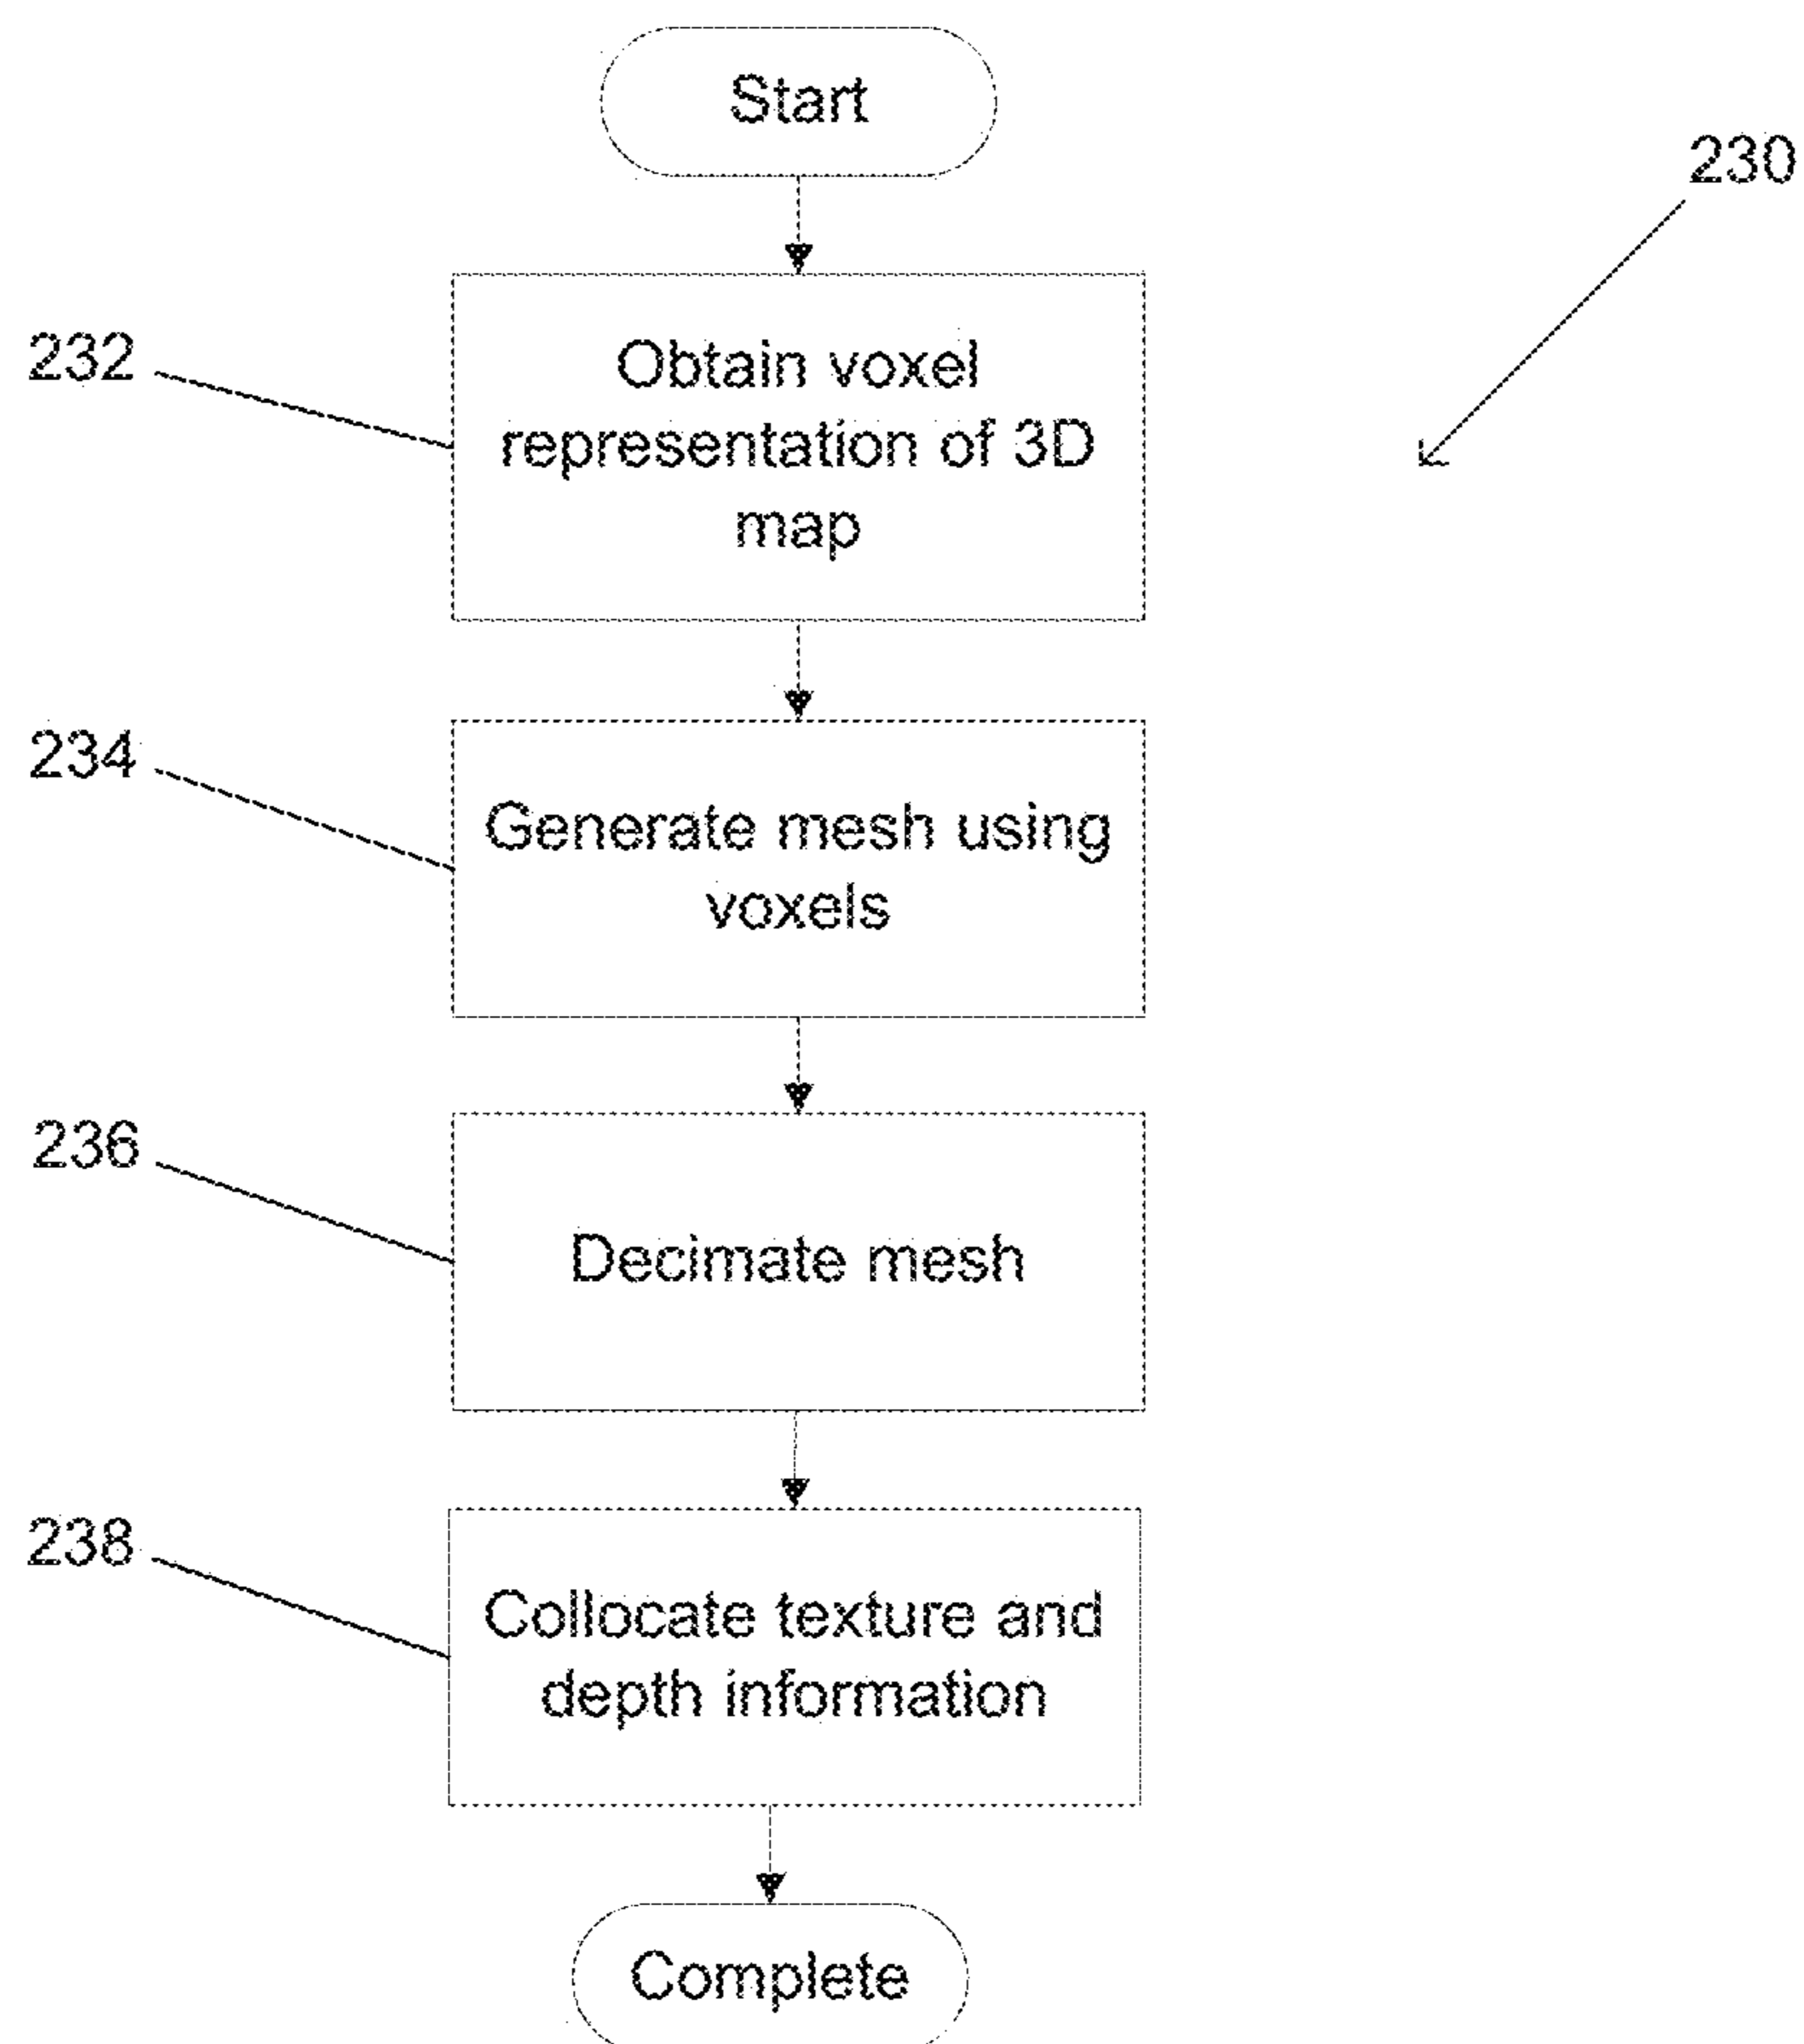 Start
230
232
Obtain voxel
representation of 3D
map
234
Generate mesh using
voxels
236
Decimate mesh
238
Collocate texture and
depth information
Complete